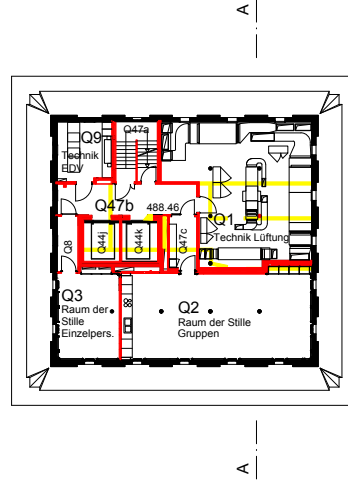 A
Q9
Technik
EDV
Q47a
Q47b
488.46
Q1
Technik Lüftung
Q8
Q44j
Q44k
Q47c
Q3
Raum der
Stille
Einzelpers.
Q2
Raum der Stille
Gruppen
A